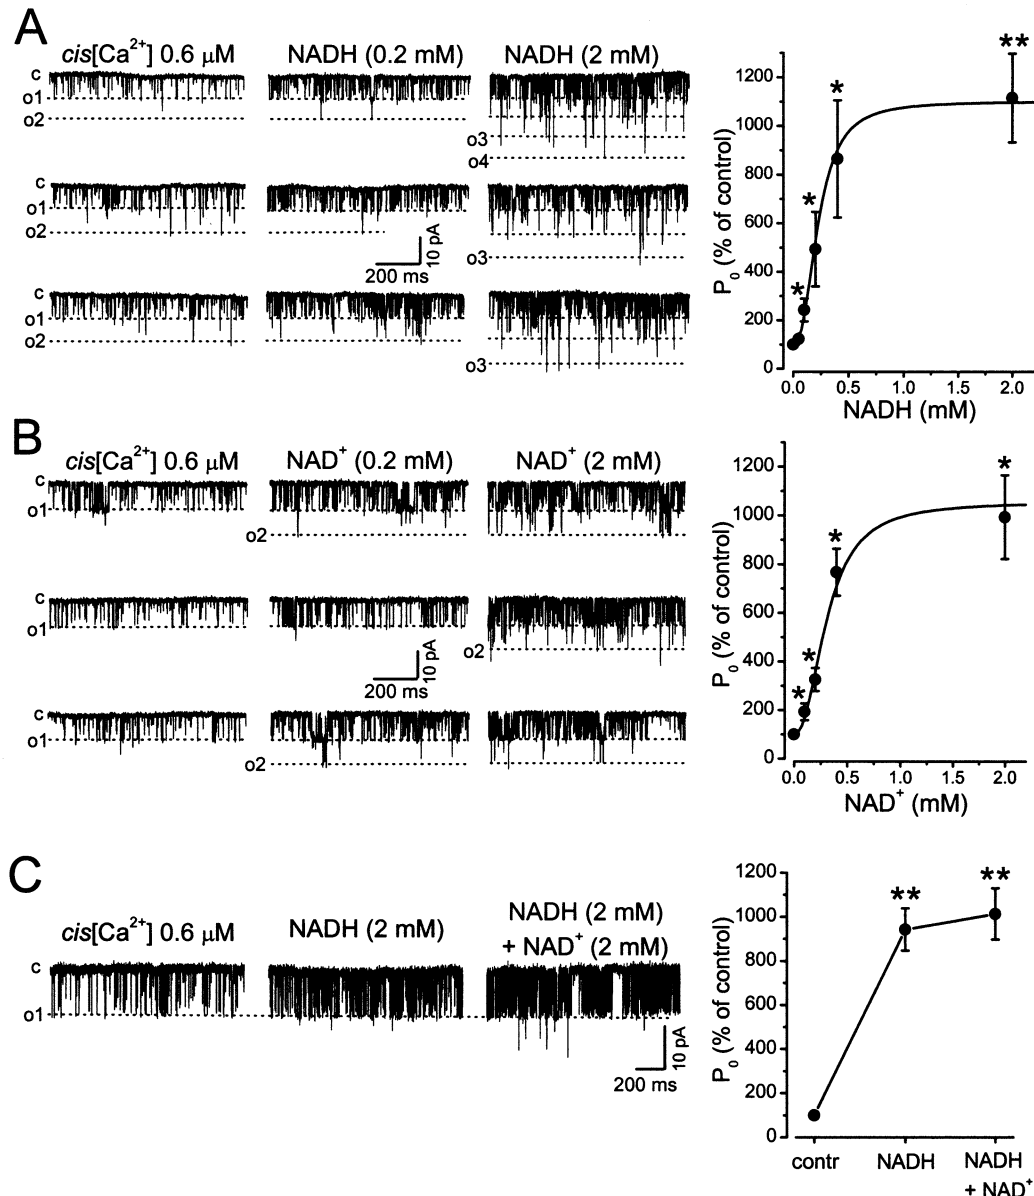 A
cis[Ca²⁺] 0.6 μM
NADH (0.2 mM)
NADH (2 mM)
c
o1
o2
o3
o4
c
o1
o2
o3
10 pA
200 ms
c
o1
o2
o3
P₀ (% of control)
1200
1000
800
600
400
200
0
*
*
*
**
0.0 0.5 1.0 1.5 2.0
NADH (mM)
B
cis[Ca²⁺] 0.6 μM
NAD⁺ (0.2 mM)
NAD⁺ (2 mM)
c
o1
o2
c
o1
o2
10 pA
200 ms
c
o1
o2
P₀ (% of control)
1200
1000
800
600
400
200
0
*
*
*
*
0.0 0.5 1.0 1.5 2.0
NAD⁺ (mM)
C
cis[Ca²⁺] 0.6 μM
NADH (2 mM)
NADH (2 mM)
+ NAD⁺ (2 mM)
c
o1
10 pA
200 ms
P₀ (% of control)
1200
1000
800
600
400
200
0
**
**
contr
NADH
NADH
+ NAD⁺